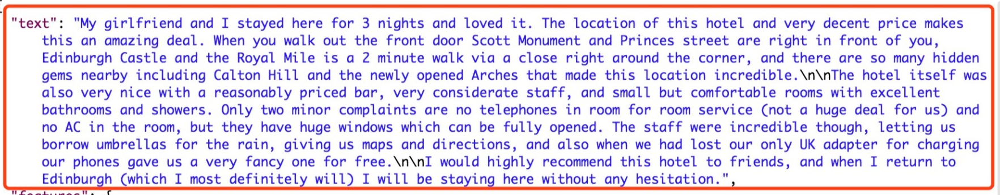 "text": "My girlfriend and I stayed here for 3 nights and loved it. The location of this hotel and very decent price makes
this an amazing deal. When you walk out the front door Scott Monument and Princes street are right in front of you,
Edinburgh Castle and the Royal Mile is a 2 minute walk via a close right around the corner, and there are so many hidden
gems nearby including Calton Hill and the newly opened Arches that made this location incredible.\n\nThe hotel itself was
also very nice with a reasonably priced bar, very considerate staff, and small but comfortable rooms with excellent
bathrooms and showers. Only two minor complaints are no telephones in room for room service (not a huge deal for us) and
no AC in the room, but they have huge windows which can be fully opened. The staff were incredible though, letting us
borrow umbrellas for the rain, giving us maps and directions, and also when we had lost our only UK adapter for charging
our phones gave us a very fancy one for free.\n\nI would highly recommend this hotel to friends, and when I return to
Edinburgh (which I most definitely will) I will be staying here without any hesitation.",
"features": {